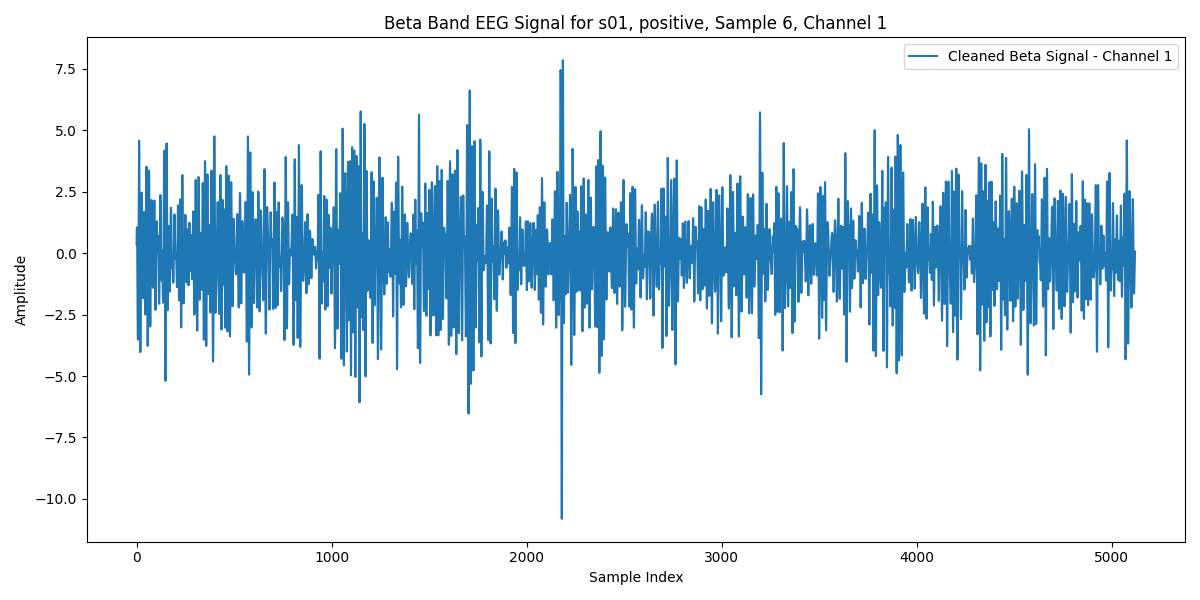 Beta Band EEG Signal for s01, positive, Sample 6, Channel 1
Cleaned Beta Signal - Channel 1
7.5
5.0
2.5
0.0
−2.5
−5.0
−7.5
−10.0
Amplitude
0 1000 2000 3000 4000 5000
Sample Index